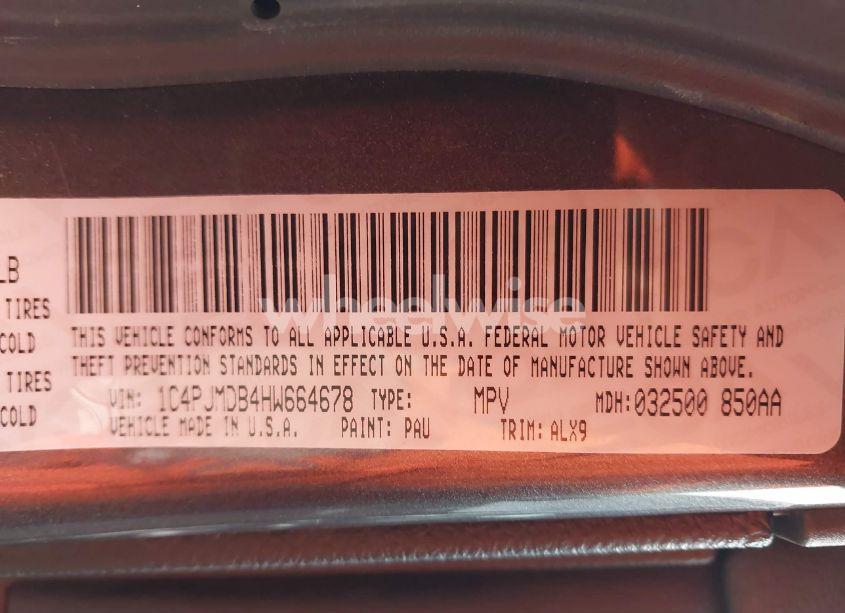 LB
TIRES
COLD
TIRES
COLD
wheelwise
THIS VEHICLE CONFORMS TO ALL APPLICABLE U.S.A. FEDERAL MOTOR VEHICLE SAFETY AND
THEFT PREVENTION STANDARDS IN EFFECT ON THE DATE OF MANUFACTURE SHOWN ABOVE.
VIN: 1C4PJMDB4HW664678 TYPE: MPV MDH:032500 850AA
VEHICLE MADE IN U.S.A. PAINT: PAU TRIM: ALX9